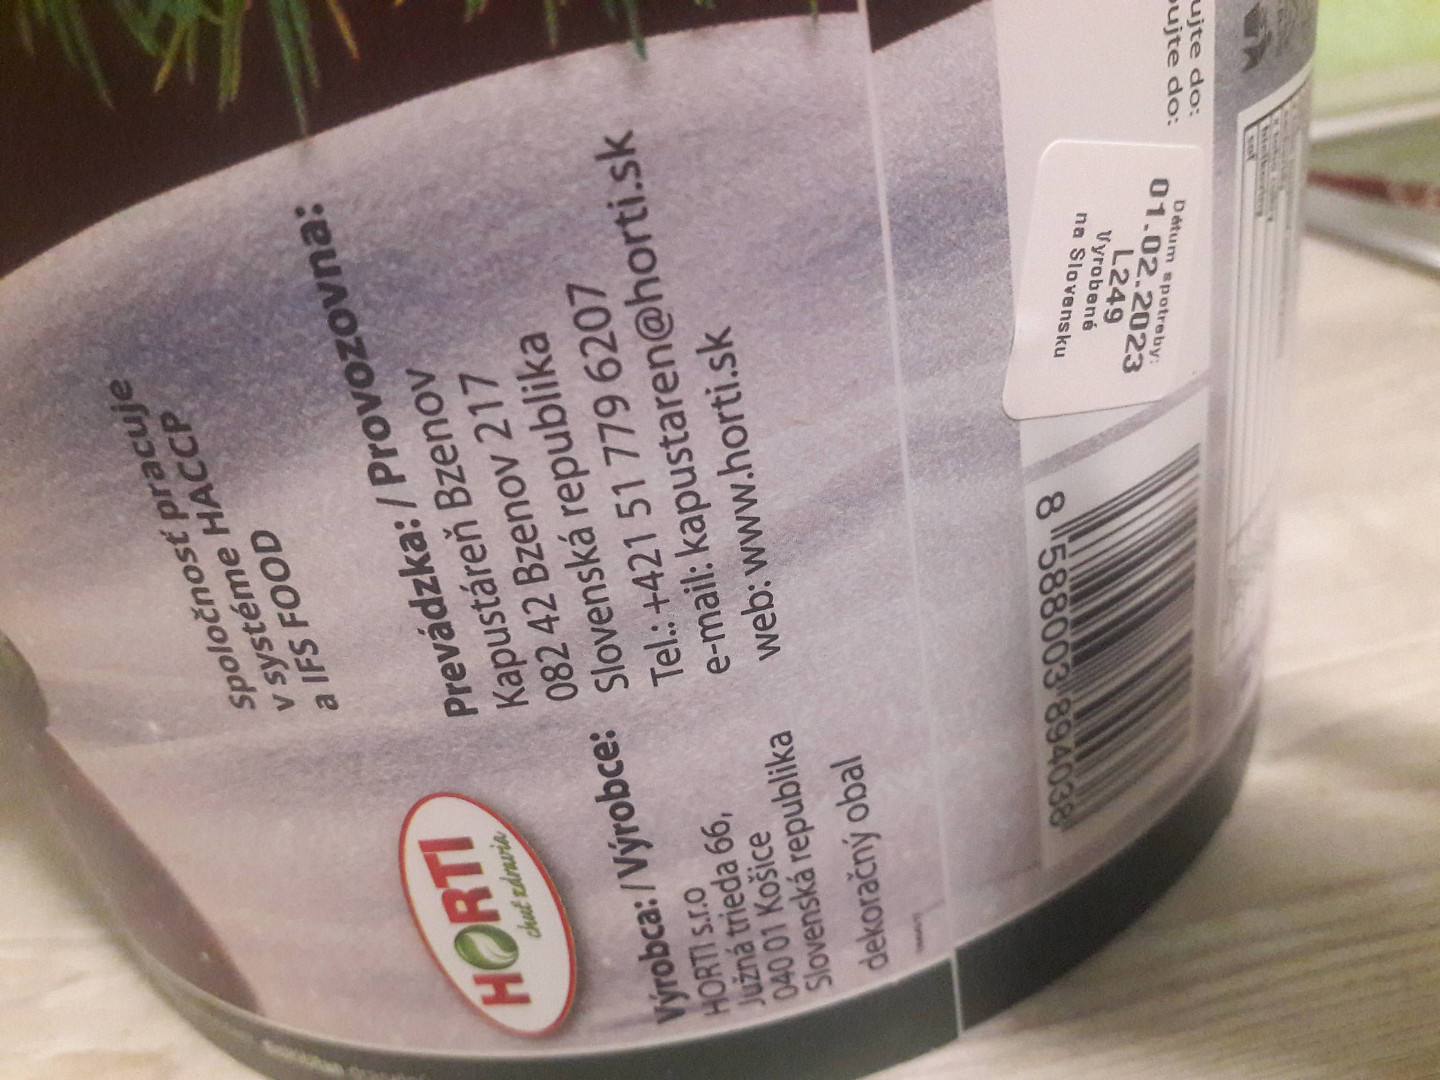 Spoločnosť pracuje
v systéme HACCP
a IFS FOOD
Prevádzka: / Provozovna:
Kapustáreň Bzenov
Kapustáreň Bzenov 217
082 42 Bzenov
Slovenská republika
Tel.: +421 51 779 6207
e-mail: kapustaren@horti.sk
web: www.horti.sk
HORTI
chuť zdravia
Výrobca: / Výrobce:
HORTI s.r.o
Južná trieda 66,
040 01 Košice
Slovenská republika
dekoračný obal
ujte do:
ujte do:
Dátum spotreby:
01.02.2023
L249
Vyrobené
na Slovensku
8 588003 894038
soľ